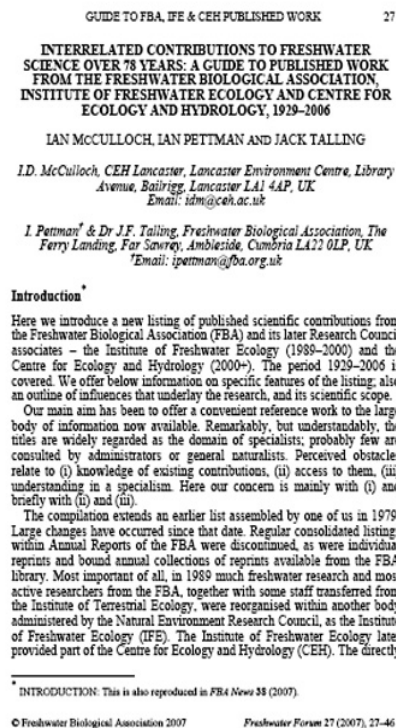 GUIDE TO FBA, IFE & CEH PUBLISHED WORK 27
INTERRELATED CONTRIBUTIONS TO FRESHWATER
SCIENCE OVER 78 YEARS: A GUIDE TO PUBLISHED WORK
FROM THE FRESHWATER BIOLOGICAL ASSOCIATION,
INSTITUTE OF FRESHWATER ECOLOGY AND CENTRE FOR
ECOLOGY AND HYDROLOGY, 1929–2006
IAN McCULLOCH, IAN PETTMAN AND JACK TALLING
I.D. McCulloch, CEH Lancaster, Lancaster Environment Centre, Library
Avenue, Bailrigg, Lancaster LA1 4AP, UK
Email: idm@ceh.ac.uk
I. Pettman† & Dr J.F. Talling, Freshwater Biological Association, The
Ferry Landing, Far Sawrey, Ambleside, Cumbria LA22 0LP, UK
†Email: ipettman@fba.org.uk
Introduction*
Here we introduce a new listing of published scientific contributions from
the Freshwater Biological Association (FBA) and its later Research Council
associates – the Institute of Freshwater Ecology (1989–2000) and the
Centre for Ecology and Hydrology (2000+). The period 1929–2006 is
covered. We offer below information on specific features of the listing; also
an outline of influences that underlay the research, and its scientific scope.
Our main aim has been to offer a convenient reference work to the large
body of information now available. Remarkably, but understandably, the
titles are widely regarded as the domain of specialists; probably few are
consulted by administrators or general naturalists. Perceived obstacles
relate to (i) knowledge of existing contributions, (ii) access to them, (iii)
understanding in a specialism. Here our concern is mainly with (i) and
briefly with (ii) and (iii).
The compilation extends an earlier list assembled by one of us in 1979.
Large changes have occurred since that date. Regular consolidated listings
within Annual Reports of the FBA were discontinued, as were individual
reprints and bound annual collections of reprints available from the FBA
library. Most important of all, in 1989 much freshwater research and most
active researchers from the FBA, together with some staff transferred from
the Institute of Terrestrial Ecology, were reorganised within another body
administered by the Natural Environment Research Council, as the Institute
of Freshwater Ecology (IFE). The Institute of Freshwater Ecology later
provided part of the Centre for Ecology and Hydrology (CEH). The directly
* INTRODUCTION: This is also reproduced in FBA News 38 (2007).
© Freshwater Biological Association 2007 Freshwater Forum 27 (2007), 27–46